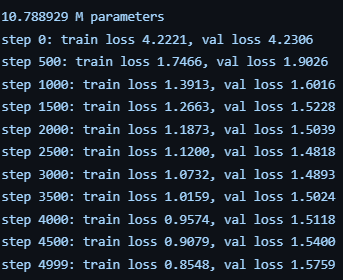 10.788929 M parameters
step 0: train loss 4.2221, val loss 4.2306
step 500: train loss 1.7466, val loss 1.9026
step 1000: train loss 1.3913, val loss 1.6016
step 1500: train loss 1.2663, val loss 1.5228
step 2000: train loss 1.1873, val loss 1.5039
step 2500: train loss 1.1200, val loss 1.4818
step 3000: train loss 1.0732, val loss 1.4893
step 3500: train loss 1.0159, val loss 1.5024
step 4000: train loss 0.9574, val loss 1.5118
step 4500: train loss 0.9079, val loss 1.5400
step 4999: train loss 0.8548, val loss 1.5759